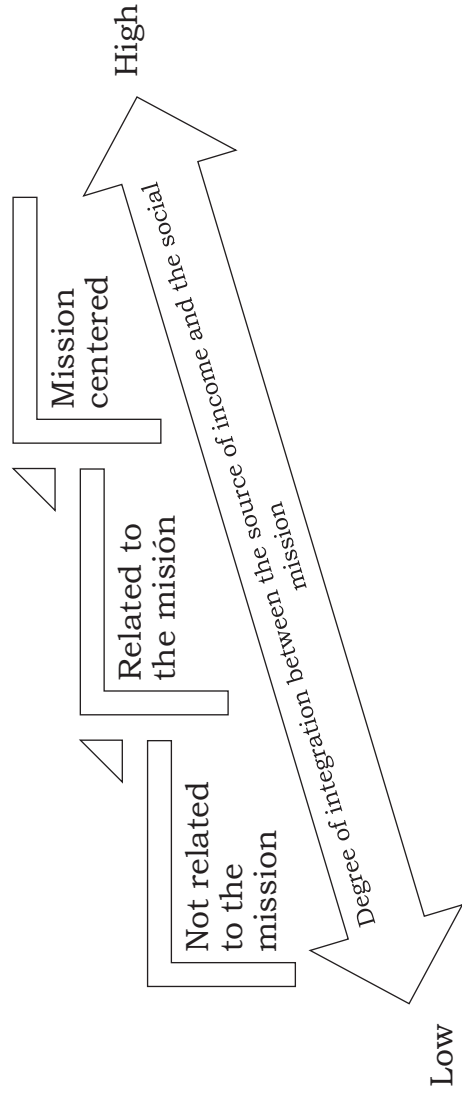 High
Mission
centered
Related to
the misión
Not related
to the
mission
Degree of integration between the source of income and the social
mission
Low